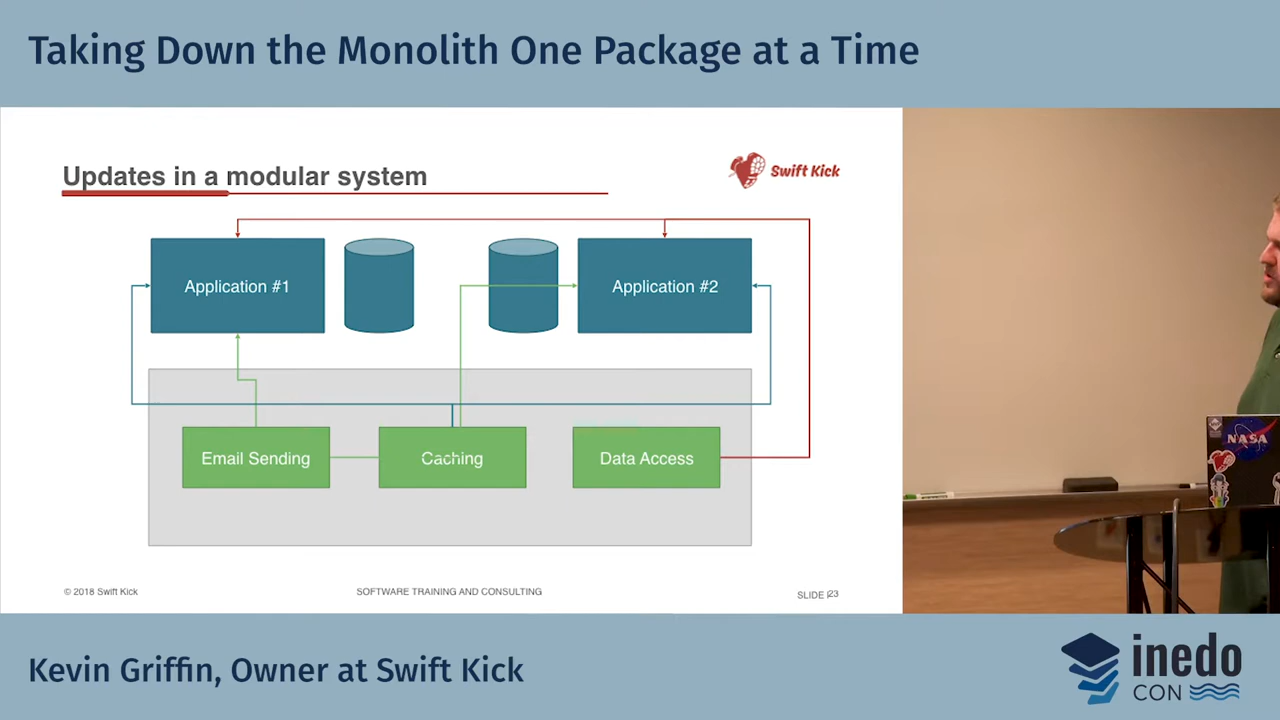 Taking Down the Monolith One Package at a Time
Updates in a modular system
Swift Kick
Application #1
Application #2
Email Sending
Caching
Data Access
NASA
© 2018 Swift Kick
SOFTWARE TRAINING AND CONSULTING
SLIDE |23
Kevin Griffin, Owner at Swift Kick
inedo
CON